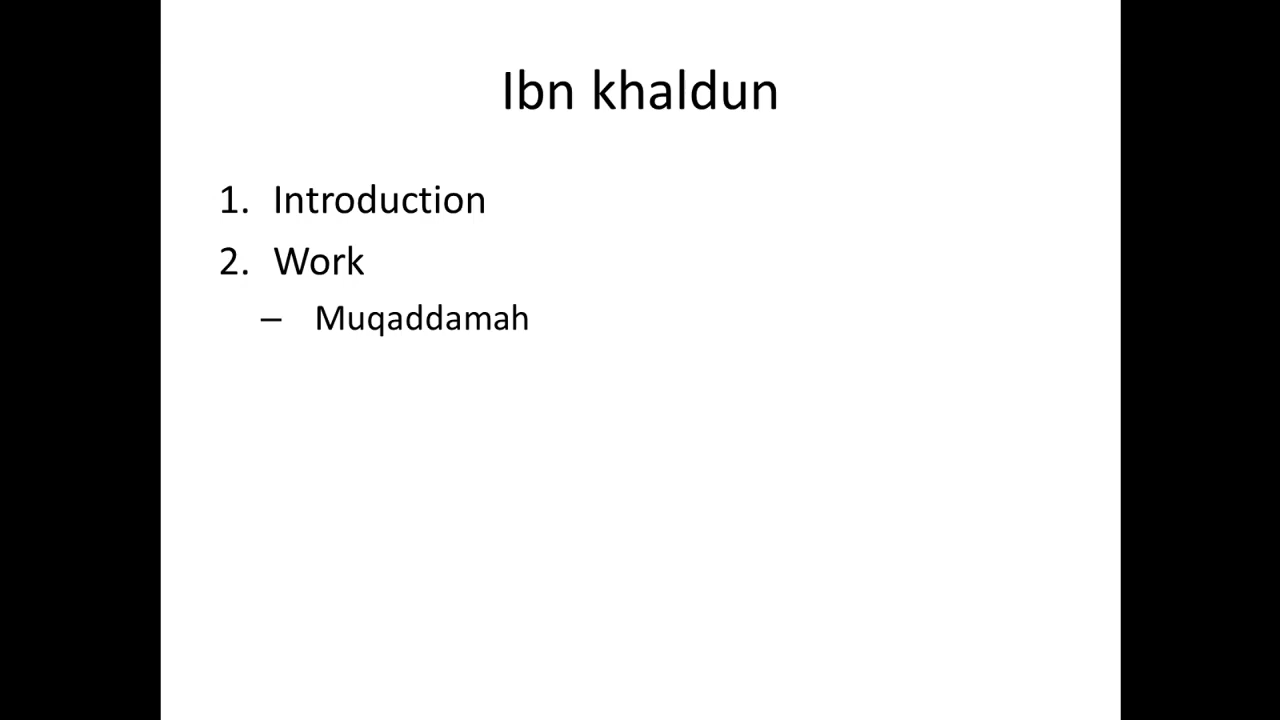 Ibn khaldun
1. Introduction
2. Work
– Muqaddamah